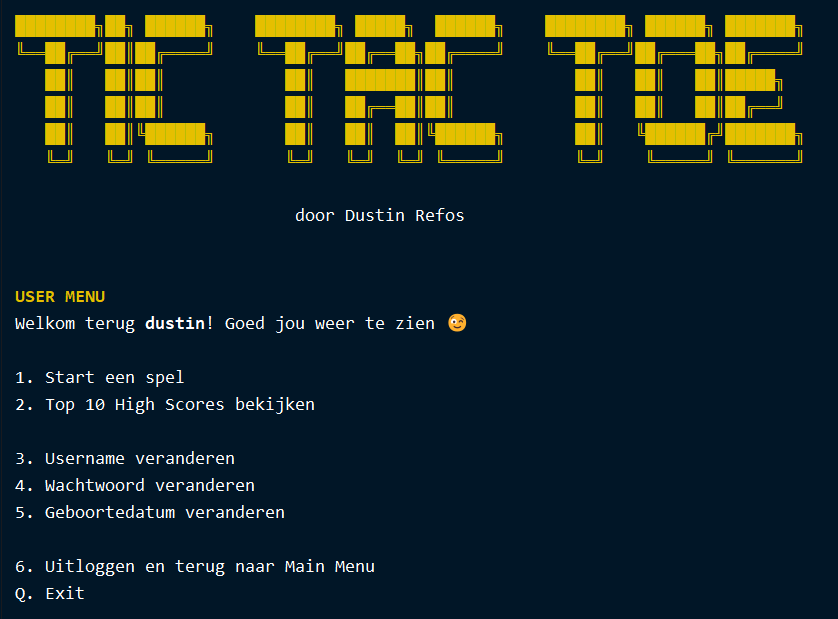 TIC TAC TOE
door Dustin Refos
USER MENU
Welkom terug dustin! Goed jou weer te zien 😉
1. Start een spel
2. Top 10 High Scores bekijken
3. Username veranderen
4. Wachtwoord veranderen
5. Geboortedatum veranderen
6. Uitloggen en terug naar Main Menu
Q. Exit